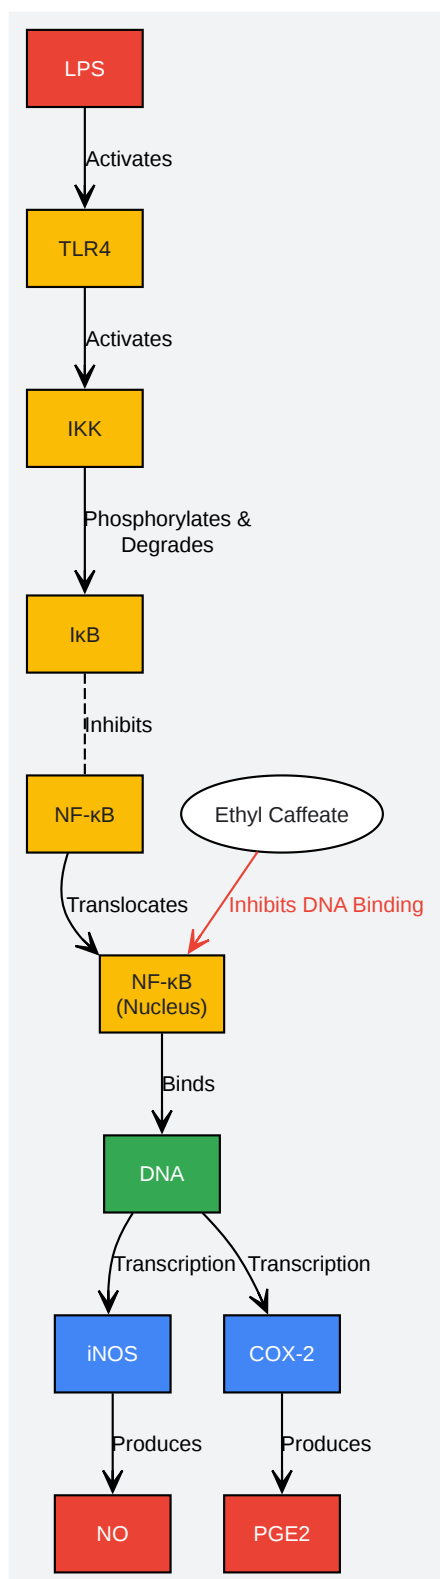 LPS
Activates
TLR4
Activates
IKK
Phosphorylates &
Degrades
IκB
Inhibits
NF-κB
Ethyl Caffeate
Translocates
Inhibits DNA Binding
NF-κB
(Nucleus)
Binds
DNA
Transcription
Transcription
iNOS
COX-2
Produces
Produces
NO
PGE2